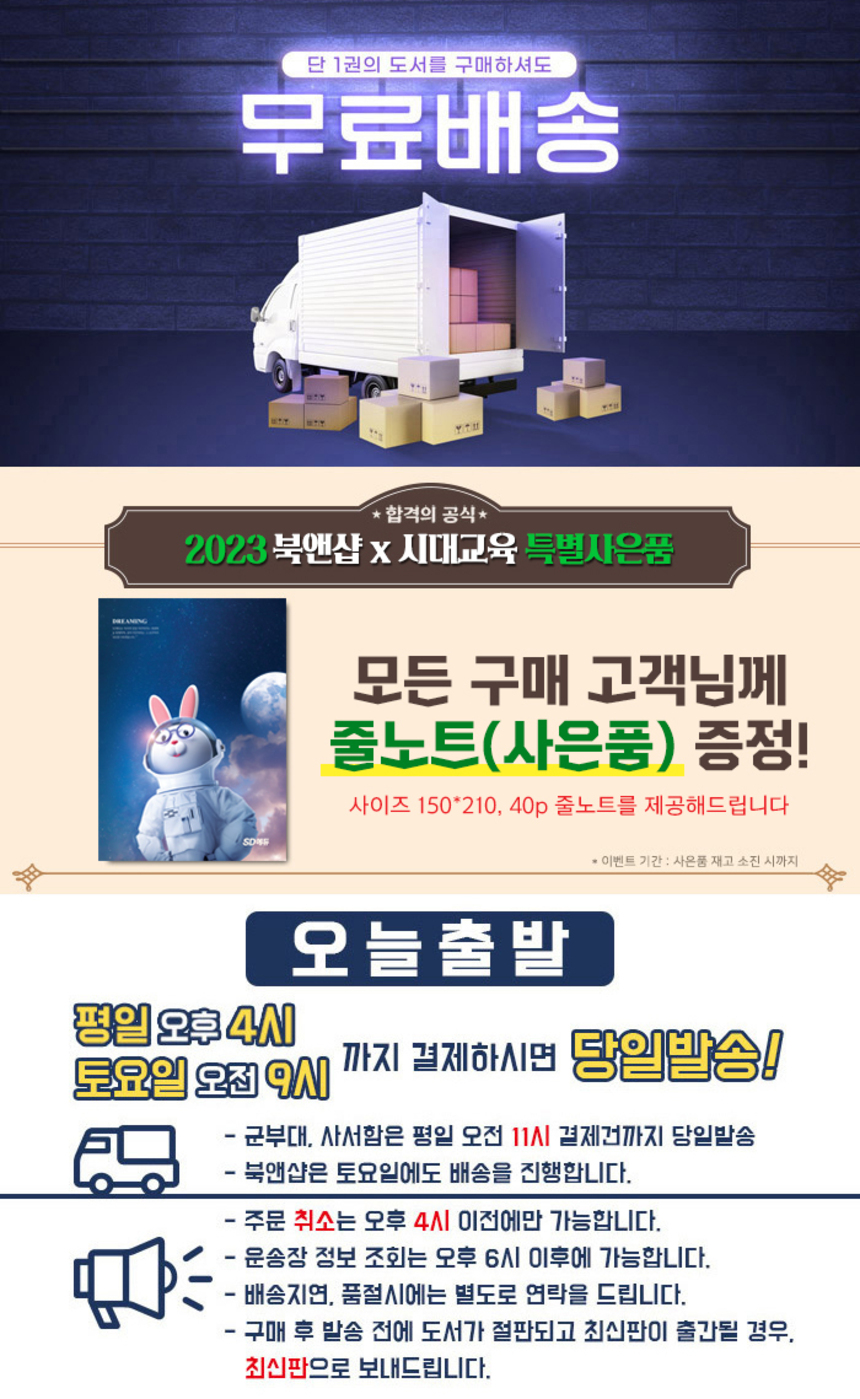 단 1권의 도서를 구매하셔도
무료배송
★합격의 공식★
2023 북앤샵 x 시대교육 특별사은품
DREAMING
모든 구매 고객님께
줄노트(사은품) 증정!
사이즈 150*210, 40p 줄노트를 제공해드립니다
SD에듀
* 이벤트 기간 : 사은품 재고 소진 시까지
오늘출발
평일 오후 4시
토요일 오전 9시
까지 결제하시면 당일발송!
- 군부대, 사서함은 평일 오전 11시 결제건까지 당일발송
- 북앤샵은 토요일에도 배송을 진행합니다.
- 주문 취소는 오후 4시 이전에만 가능합니다.
- 운송장 정보 조회는 오후 6시 이후에 가능합니다.
- 배송지연, 품절시에는 별도로 연락을 드립니다.
- 구매 후 발송 전에 도서가 절판되고 최신판이 출간될 경우,
최신판으로 보내드립니다.